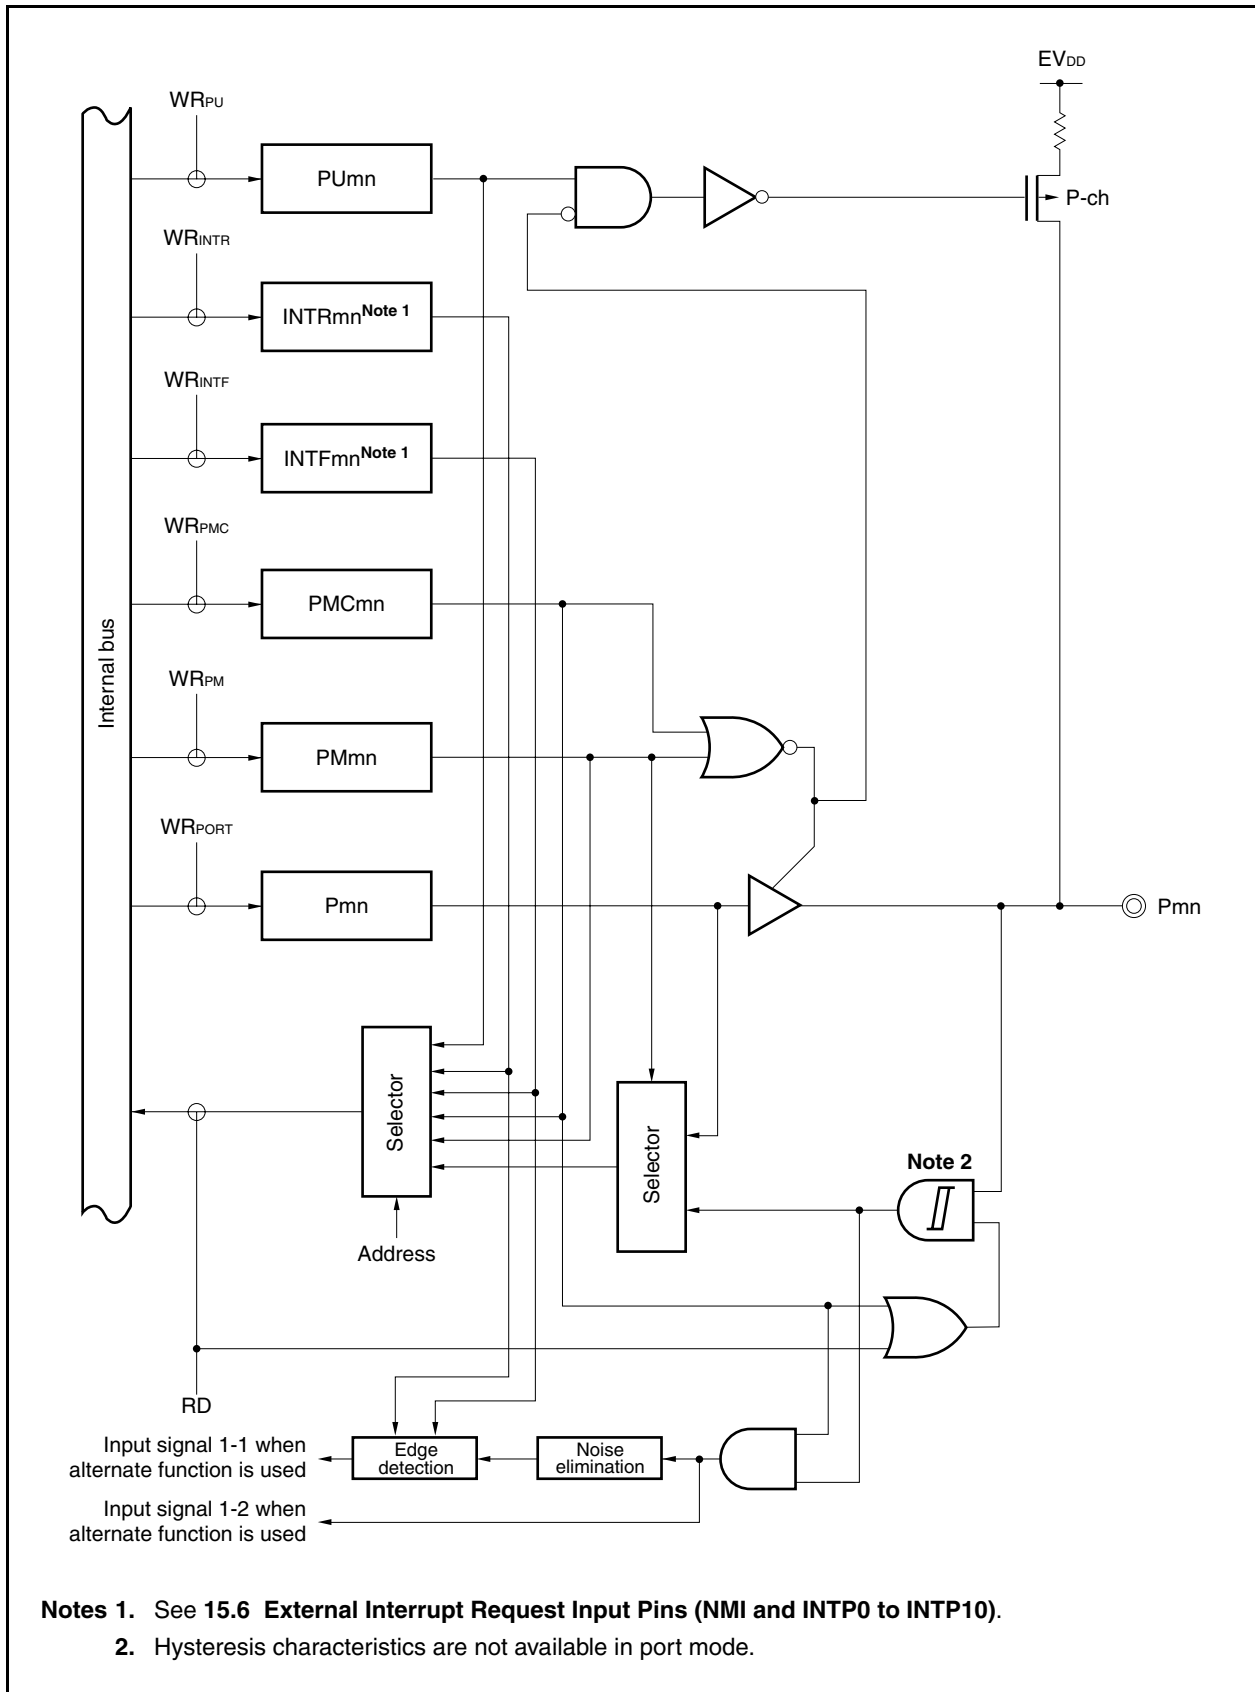 EVDD
WRPU
PUmn
P-ch
WRINTR
INTRmnNote 1
WRINTF
INTFmnNote 1
WRPMC
PMCmn
Internal bus
WRPM
PMmn
WRPORT
Pmn
Pmn
Selector
Selector
Note 2
Address
RD
Input signal 1-1 when
alternate function is used
Edge
detection
Noise
elimination
Input signal 1-2 when
alternate function is used
Notes 1. See 15.6 External Interrupt Request Input Pins (NMI and INTP0 to INTP10).
2. Hysteresis characteristics are not available in port mode.